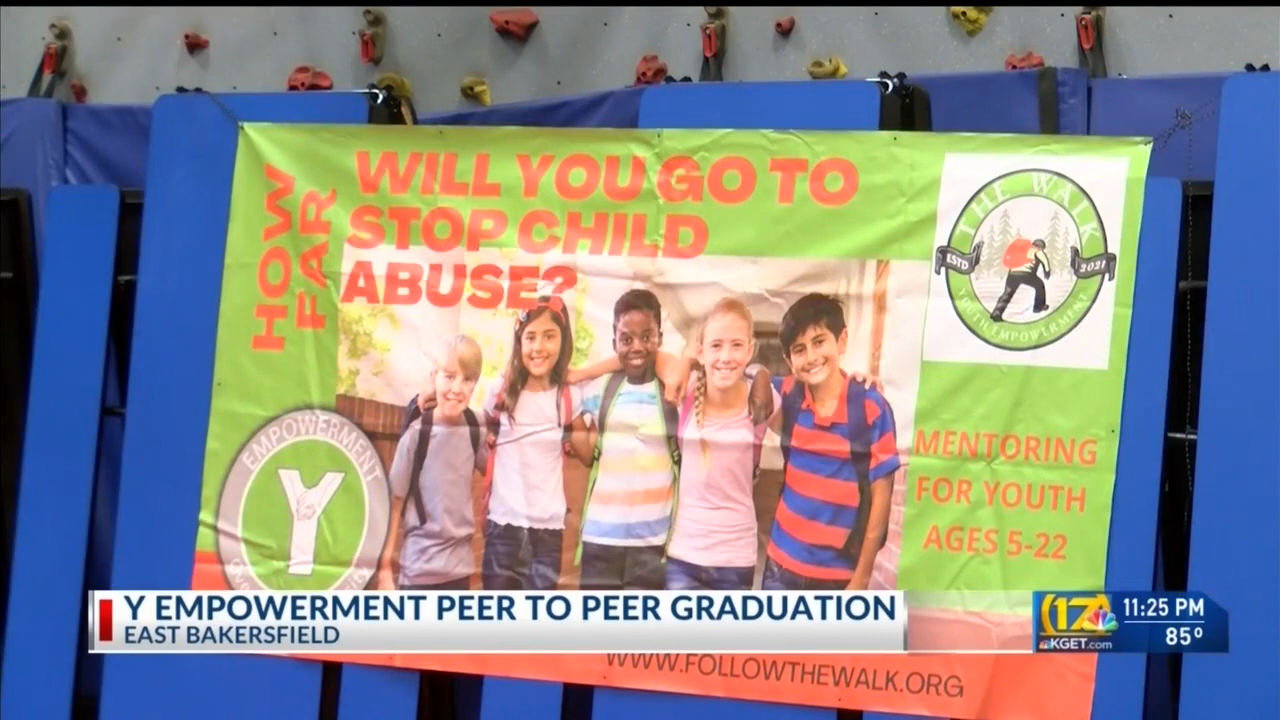 HOW
FAR
WILL YOU GO TO
STOP CHILD
ABUSE?
THE WALK
ESTD
2021
YOUTH EMPOWERMENT
MENTORING
FOR YOUTH
AGES 5-22
EMPOWERMENT
Y
Y EMPOWERMENT PEER TO PEER GRADUATION
EAST BAKERSFIELD
17
KGET.com
11:25 PM
85°
WWW.FOLLOWTHEWALK.ORG